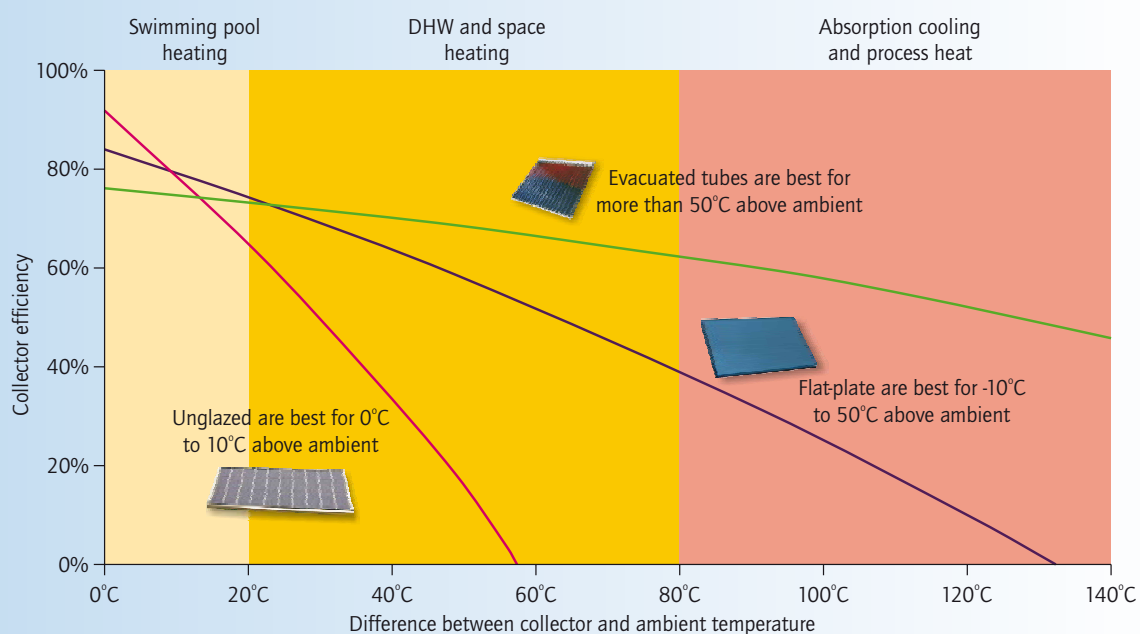 Swimming pool
heating
DHW and space
heating
Absorption cooling
and process heat
100%
80%
60%
40%
20%
0%
Collector efficiency
Evacuated tubes are best for
more than 50°C above ambient
Flat-plate are best for -10°C
to 50°C above ambient
Unglazed are best for 0°C
to 10°C above ambient
0°C
20°C
40°C
60°C
80°C
100°C
120°C
140°C
Difference between collector and ambient temperature